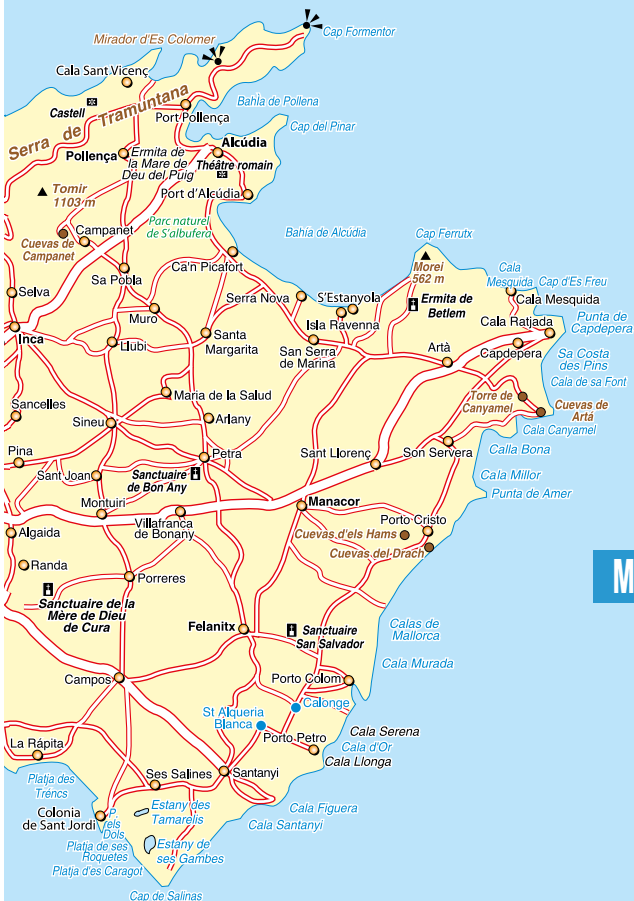 Cap Formentor
Mirador d'Es Colomer
Cala Sant Vicenç
Castell
Serra de Tramuntana
Port Pollença
Bahia de Pollena
Cap del Pinar
Alcúdia
Pollença
Ermita de
la Mare de
Déu del Puig
Théâtre romain
Tomir
1103 m
Port d'Alcúdia
Parc naturel
de S'albufera
Bahía de Alcúdia
Cap Ferrutx
Campanet
Cuevas de
Campanet
Ca'n Picafort
Morei
562 m
Cala
Mesquida
Cap d'Es Freu
Sa Pobla
Selva
Serra Nova
S'Estanyola
Ermita de
Betlem
Cala Mesquida
Muro
Isla Ravenna
Cala Ratjada
Punta de
Capdepera
Inca
Llubi
Santa
Margarita
San Serra
de Marina
Artà
Capdepera
Sa Costa
des Pins
Cala de sa Font
Sancelles
Maria de la Salud
Torre de
Canyamel
Cuevas de
Artá
Sineu
Arlany
Cala Canyamel
Pina
Petra
Sant Llorenç
Son Servera
Calla Bona
Sant Joan
Sanctuaire
de Bon Any
Cala Millor
Punta de Amer
Montuiri
Manacor
Villafranca
de Bonany
Porto Cristo
Algaida
Cuevas d'els Hams
Cuevas del Drach
Randa
M
Porreres
Sanctuaire de la
Mère de Dieu
de Cura
Felanitx
Sanctuaire
San Salvador
Calas de
Mallorca
Cala Murada
Campos
Porto Colom
Calonge
St Alqueria
Blanca
Cala Serena
La Rápita
Porto Petro
Cala d'Or
Cala Llonga
Platja des
Tréncs
Ses Salines
Santanyi
Colonia
de Sant Jordi
P.
rels
Dols
Estany des
Tamarelis
Cala Figuera
Cala Santanyi
Platja de ses
Roquetes
Estany de
ses Gambes
Platja d'es Caragot
Cap de Salinas